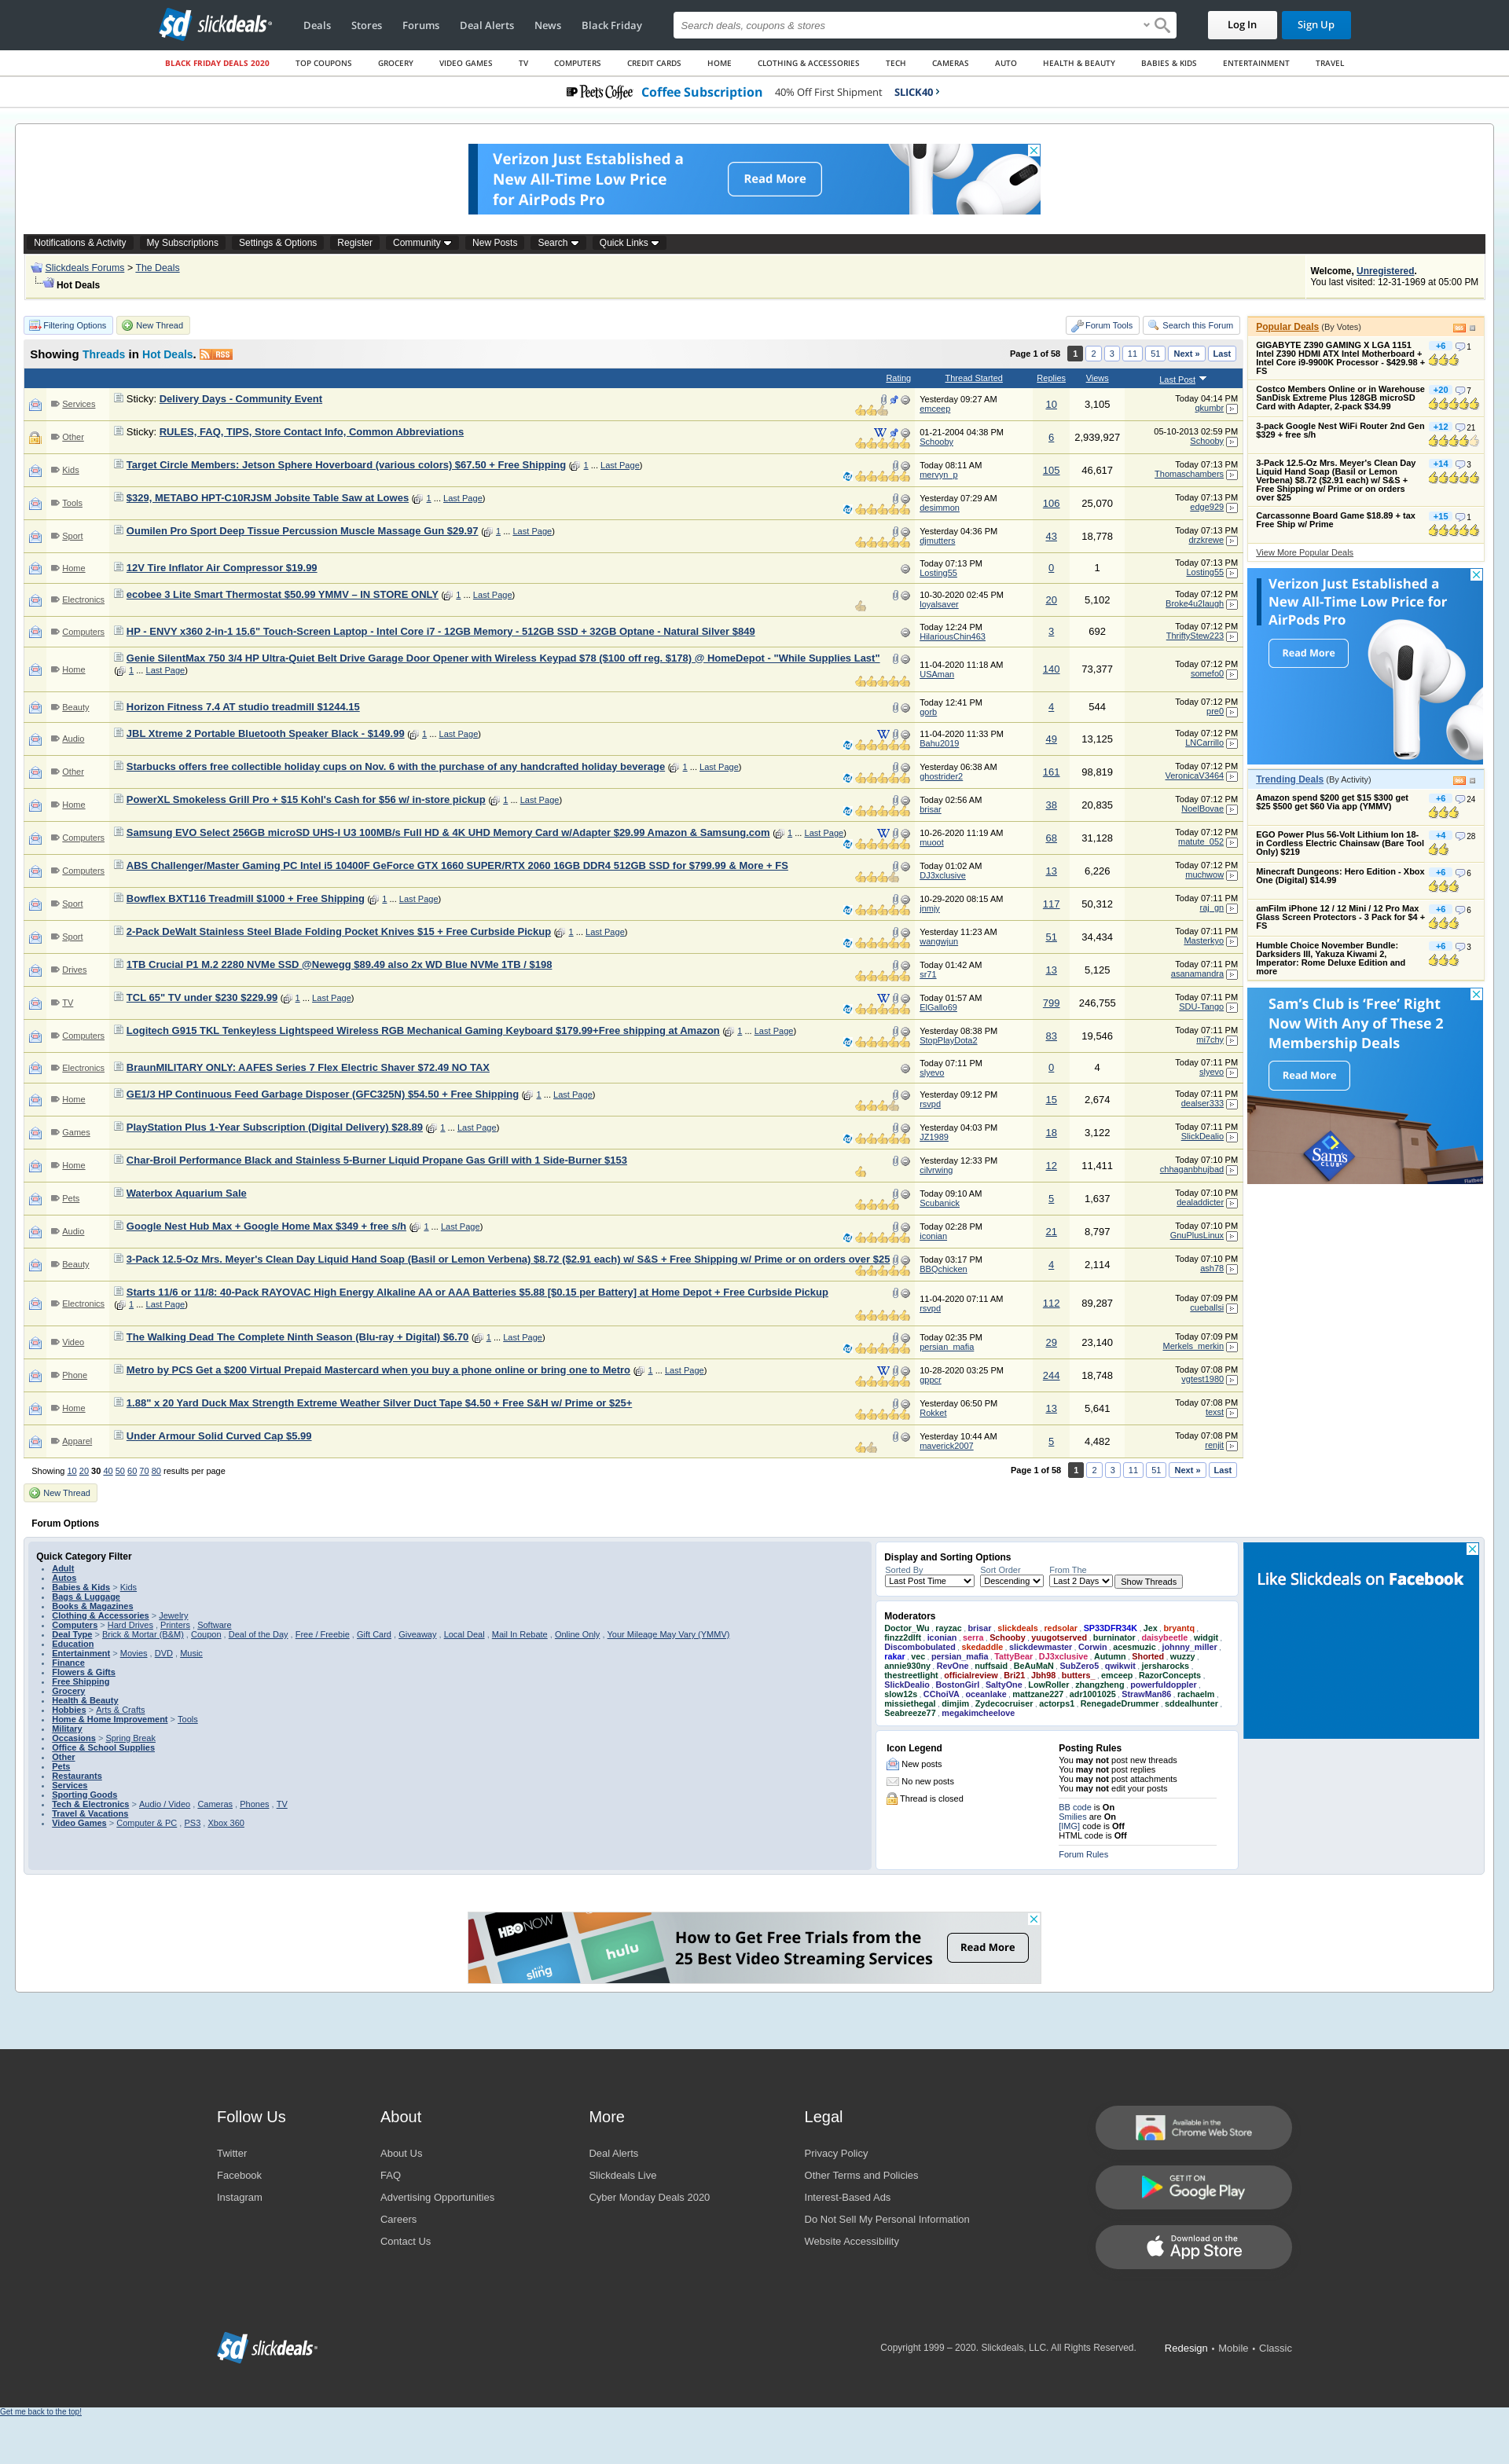 slickdeals
Deals Stores Forums Deal Alerts News Black Friday
Search deals, coupons & stores
Log In Sign Up
BLACK FRIDAY DEALS 2020 TOP COUPONS GROCERY VIDEO GAMES TV COMPUTERS CREDIT CARDS HOME CLOTHING & ACCESSORIES TECH CAMERAS AUTO HEALTH & BEAUTY BABIES & KIDS ENTERTAINMENT TRAVEL
Peet's Coffee Coffee Subscription 40% Off First Shipment SLICK40 ›
Verizon Just Established a
New All-Time Low Price
for AirPods Pro
Read More
Notifications & Activity My Subscriptions Settings & Options Register Community New Posts Search Quick Links
Slickdeals Forums > The Deals
Hot Deals
Welcome, Unregistered.
You last visited: 12-31-1969 at 05:00 PM
Filtering Options New Thread Forum Tools Search this Forum
Showing Threads in Hot Deals. RSS
Page 1 of 58 1 2 3 11 51 Next » Last
Rating Thread Started Replies Views Last Post
Services Sticky: Delivery Days - Community Event Yesterday 09:27 AM emceep 10 3,105 Today 04:14 PM qkumbr
Other Sticky: RULES, FAQ, TIPS, Store Contact Info, Common Abbreviations 01-21-2004 04:38 PM Schooby 6 2,939,927 05-10-2013 02:59 PM Schooby
Kids Target Circle Members: Jetson Sphere Hoverboard (various colors) $67.50 + Free Shipping ( 1 ... Last Page) Today 08:11 AM mervyn_p 105 46,617 Today 07:13 PM Thomaschambers
Tools $329, METABO HPT-C10RJSM Jobsite Table Saw at Lowes ( 1 ... Last Page) Yesterday 07:29 AM desimmon 106 25,070 Today 07:13 PM edge929
Sport Oumilen Pro Sport Deep Tissue Percussion Muscle Massage Gun $29.97 ( 1 ... Last Page) Yesterday 04:36 PM djmutters 43 18,778 Today 07:13 PM drzkrewe
Home 12V Tire Inflator Air Compressor $19.99 Today 07:13 PM Losting55 0 1 Today 07:13 PM Losting55
Electronics ecobee 3 Lite Smart Thermostat $50.99 YMMV – IN STORE ONLY ( 1 ... Last Page) 10-30-2020 02:45 PM loyalsaver 20 5,102 Today 07:12 PM Broke4u2laugh
Computers HP - ENVY x360 2-in-1 15.6" Touch-Screen Laptop - Intel Core i7 - 12GB Memory - 512GB SSD + 32GB Optane - Natural Silver $849 Today 12:24 PM HilariousChin463 3 692 Today 07:12 PM ThriftyStew223
Home Genie SilentMax 750 3/4 HP Ultra-Quiet Belt Drive Garage Door Opener with Wireless Keypad $78 ($100 off reg. $178) @ HomeDepot - "While Supplies Last" ( 1 ... Last Page) 11-04-2020 11:18 AM USAman 140 73,377 Today 07:12 PM somefo0
Beauty Horizon Fitness 7.4 AT studio treadmill $1244.15 Today 12:41 PM gorb 4 544 Today 07:12 PM pre0
Audio JBL Xtreme 2 Portable Bluetooth Speaker Black - $149.99 ( 1 ... Last Page) 11-04-2020 11:33 PM Bahu2019 49 13,125 Today 07:12 PM LNCarrillo
Other Starbucks offers free collectible holiday cups on Nov. 6 with the purchase of any handcrafted holiday beverage ( 1 ... Last Page) Yesterday 06:38 AM ghostrider2 161 98,819 Today 07:12 PM VeronicaV3464
Home PowerXL Smokeless Grill Pro + $15 Kohl's Cash for $56 w/ in-store pickup ( 1 ... Last Page) Today 02:56 AM brisar 38 20,835 Today 07:12 PM NoelBovae
Computers Samsung EVO Select 256GB microSD UHS-I U3 100MB/s Full HD & 4K UHD Memory Card w/Adapter $29.99 Amazon & Samsung.com ( 1 ... Last Page) 10-26-2020 11:19 AM muoot 68 31,128 Today 07:12 PM matute_052
Computers ABS Challenger/Master Gaming PC Intel i5 10400F GeForce GTX 1660 SUPER/RTX 2060 16GB DDR4 512GB SSD for $799.99 & More + FS Today 01:02 AM DJ3xclusive 13 6,226 Today 07:12 PM muchwow
Sport Bowflex BXT116 Treadmill $1000 + Free Shipping ( 1 ... Last Page) 10-29-2020 08:15 AM jnmjy 117 50,312 Today 07:11 PM raj_gn
Sport 2-Pack DeWalt Stainless Steel Blade Folding Pocket Knives $15 + Free Curbside Pickup ( 1 ... Last Page) Yesterday 11:23 AM wangwjun 51 34,434 Today 07:11 PM Masterkyo
Drives 1TB Crucial P1 M.2 2280 NVMe SSD @Newegg $89.49 also 2x WD Blue NVMe 1TB / $198 Today 01:42 AM sr71 13 5,125 Today 07:11 PM asanamandra
TV TCL 65" TV under $230 $229.99 ( 1 ... Last Page) Today 01:57 AM ElGallo69 799 246,755 Today 07:11 PM SDU-Tango
Computers Logitech G915 TKL Tenkeyless Lightspeed Wireless RGB Mechanical Gaming Keyboard $179.99+Free shipping at Amazon ( 1 ... Last Page) Yesterday 08:38 PM StopPlayDota2 83 19,546 Today 07:11 PM mi7chy
Electronics BraunMILITARY ONLY: AAFES Series 7 Flex Electric Shaver $72.49 NO TAX Today 07:11 PM slyevo 0 4 Today 07:11 PM slyevo
Home GE1/3 HP Continuous Feed Garbage Disposer (GFC325N) $54.50 + Free Shipping ( 1 ... Last Page) Yesterday 09:12 PM rsvpd 15 2,674 Today 07:11 PM dealser333
Games PlayStation Plus 1-Year Subscription (Digital Delivery) $28.89 ( 1 ... Last Page) Yesterday 04:03 PM JZ1989 18 3,122 Today 07:11 PM SlickDealio
Home Char-Broil Performance Black and Stainless 5-Burner Liquid Propane Gas Grill with 1 Side-Burner $153 Yesterday 12:33 PM cilvrwing 12 11,411 Today 07:10 PM chhaganbhujbad
Pets Waterbox Aquarium Sale Today 09:10 AM Scubanick 5 1,637 Today 07:10 PM dealaddicter
Audio Google Nest Hub Max + Google Home Max $349 + free s/h ( 1 ... Last Page) Today 02:28 PM iconian 21 8,797 Today 07:10 PM GnuPlusLinux
Beauty 3-Pack 12.5-Oz Mrs. Meyer's Clean Day Liquid Hand Soap (Basil or Lemon Verbena) $8.72 ($2.91 each) w/ S&S + Free Shipping w/ Prime or on orders over $25 Today 03:17 PM BBQchicken 4 2,114 Today 07:10 PM ash78
Electronics Starts 11/6 or 11/8: 40-Pack RAYOVAC High Energy Alkaline AA or AAA Batteries $5.88 [$0.15 per Battery] at Home Depot + Free Curbside Pickup ( 1 ... Last Page) 11-04-2020 07:11 AM rsvpd 112 89,287 Today 07:09 PM cueballsi
Video The Walking Dead The Complete Ninth Season (Blu-ray + Digital) $6.70 ( 1 ... Last Page) Today 02:35 PM persian_mafia 29 23,140 Today 07:09 PM Merkels_merkin
Phone Metro by PCS Get a $200 Virtual Prepaid Mastercard when you buy a phone online or bring one to Metro ( 1 ... Last Page) 10-28-2020 03:25 PM gppcr 244 18,748 Today 07:08 PM vgtest1980
Home 1.88" x 20 Yard Duck Max Strength Extreme Weather Silver Duct Tape $4.50 + Free S&H w/ Prime or $25+ Yesterday 06:50 PM Rokket 13 5,641 Today 07:08 PM texst
Apparel Under Armour Solid Curved Cap $5.99 Yesterday 10:44 AM maverick2007 5 4,482 Today 07:08 PM renjit
Showing 10 20 30 40 50 60 70 80 results per page
Page 1 of 58 1 2 3 11 51 Next » Last
New Thread
Popular Deals (By Votes)
GIGABYTE Z390 GAMING X LGA 1151 Intel Z390 HDMI ATX Intel Motherboard + Intel Core i9-9900K Processor - $429.98 + FS +6 1
Costco Members Online or in Warehouse SanDisk Extreme Plus 128GB microSD Card with Adapter, 2-pack $34.99 +20 7
3-pack Google Nest WiFi Router 2nd Gen $329 + free s/h +12 21
3-Pack 12.5-Oz Mrs. Meyer's Clean Day Liquid Hand Soap (Basil or Lemon Verbena) $8.72 ($2.91 each) w/ S&S + Free Shipping w/ Prime or on orders over $25 +14 3
Carcassonne Board Game $18.89 + tax Free Ship w/ Prime +15 1
View More Popular Deals
Verizon Just Established a
New All-Time Low Price for
AirPods Pro
Read More
Trending Deals (By Activity)
Amazon spend $200 get $15 $300 get $25 $500 get $60 Via app (YMMV) +6 24
EGO Power Plus 56-Volt Lithium Ion 18-in Cordless Electric Chainsaw (Bare Tool Only) $219 +4 28
Minecraft Dungeons: Hero Edition - Xbox One (Digital) $14.99 +6 6
amFilm iPhone 12 / 12 Mini / 12 Pro Max Glass Screen Protectors - 3 Pack for $4 + FS +6 6
Humble Choice November Bundle: Darksiders III, Yakuza Kiwami 2, Imperator: Rome Deluxe Edition and more +6 3
Sam's Club is 'Free' Right
Now With Any of These 2
Membership Deals
Read More
Sam's CLUB
Forum Options
Quick Category Filter
Adult
Autos
Babies & Kids > Kids
Bags & Luggage
Books & Magazines
Clothing & Accessories > Jewelry
Computers > Hard Drives , Printers , Software
Deal Type > Brick & Mortar (B&M) , Coupon , Deal of the Day , Free / Freebie , Gift Card , Giveaway , Local Deal , Mail In Rebate , Online Only , Your Mileage May Vary (YMMV)
Education
Entertainment > Movies , DVD , Music
Finance
Flowers & Gifts
Free Shipping
Grocery
Health & Beauty
Hobbies > Arts & Crafts
Home & Home Improvement > Tools
Military
Occasions > Spring Break
Office & School Supplies
Other
Pets
Restaurants
Services
Sporting Goods
Tech & Electronics > Audio / Video , Cameras , Phones , TV
Travel & Vacations
Video Games > Computer & PC , PS3 , Xbox 360
Display and Sorting Options
Sorted By Sort Order From The
Last Post Time Descending Last 2 Days Show Threads
Moderators
Doctor_Wu , rayzac , brisar , slickdeals , redsolar , SP33DFR34K , Jex , bryantq ,
finzz2dift , iconian , serra , Schooby , yuugotserved , burninator , daisybeetle , widgit ,
Discombobulated , skedaddle , slickdewmaster , Corwin , acesmuzic , johnny_miller ,
rakar , vec , persian_mafia , TattyBear , DJ3xclusive , Autumn , Shorted , wuzzy ,
annie930ny , RevOne , nuffsaid , BeAuMaN , SubZero5 , qwikwit , jersharocks ,
thestreetlight , officialreview , Bri21 , Jbh98 , butters_ , emceep , RazorConcepts ,
SlickDealio , BostonGirl , SaltyOne , LowRoller , zhangzheng , powerfuldoppler ,
slow12s , CChoiVA , oceanlake , mattzane227 , adr1001025 , StrawMan86 , rachaelm ,
missiethegal , dimjim , Zydecocruiser , actorps1 , RenegadeDrummer , sddealhunter ,
Seabreeze77 , megakimcheelove
Icon Legend
New posts
No new posts
Thread is closed
Posting Rules
You may not post new threads
You may not post replies
You may not post attachments
You may not edit your posts
BB code is On
Smilies are On
[IMG] code is Off
HTML code is Off
Forum Rules
Like Slickdeals on Facebook
HBO NOW
hulu
sling
How to Get Free Trials from the
25 Best Video Streaming Services
Read More
Follow Us
Twitter
Facebook
Instagram
About
About Us
FAQ
Advertising Opportunities
Careers
Contact Us
More
Deal Alerts
Slickdeals Live
Cyber Monday Deals 2020
Legal
Privacy Policy
Other Terms and Policies
Interest-Based Ads
Do Not Sell My Personal Information
Website Accessibility
Available in the
Chrome Web Store
GET IT ON
Google Play
Download on the
App Store
slickdeals
Copyright 1999 – 2020. Slickdeals, LLC. All Rights Reserved. Redesign • Mobile • Classic
Get me back to the top!